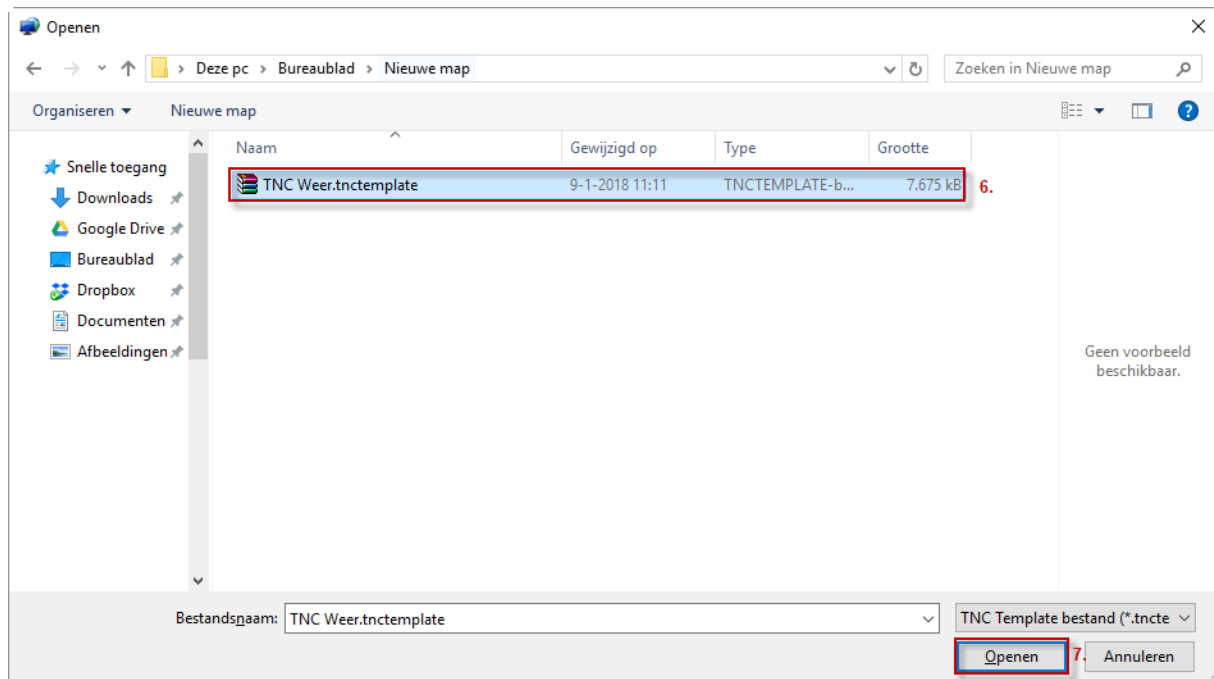 Openen
Deze pc > Bureaublad > Nieuwe map
Zoeken in Nieuwe map
Organiseren
Nieuwe map
Naam
Gewijzigd op
Type
Grootte
Snelle toegang
TNC Weer.tnctemplate
9-1-2018 11:11
TNCTEMPLATE-b...
7.675 kB
6.
Downloads
Google Drive
Bureaublad
Dropbox
Documenten
Afbeeldingen
Geen voorbeeld
beschikbaar.
Bestandsnaam:
TNC Weer.tnctemplate
TNC Template bestand (*.tncte
Openen
7.
Annuleren